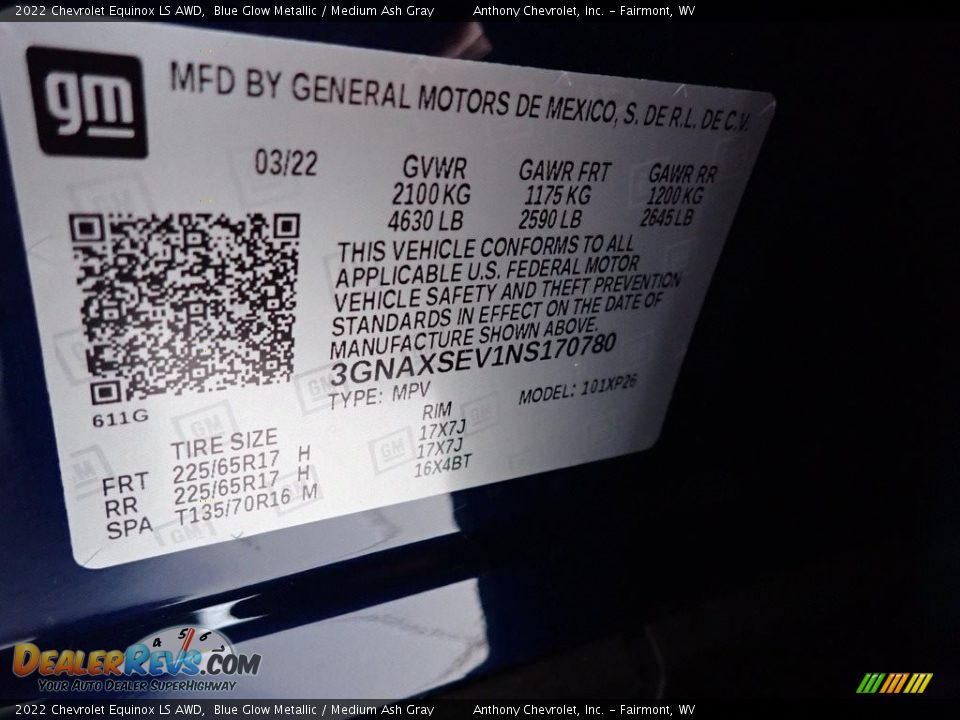 2022 Chevrolet Equinox LS AWD, Blue Glow Metallic / Medium Ash Gray Anthony Chevrolet, Inc. - Fairmont, WV
gm
MFD BY GENERAL MOTORS DE MEXICO, S. DE R.L. DE C.V.
03/22 GVWR GAWR FRT GAWR RR
2100 KG 1175 KG 1200 KG
4630 LB 2590 LB 2645 LB
THIS VEHICLE CONFORMS TO ALL
APPLICABLE U.S. FEDERAL MOTOR
VEHICLE SAFETY AND THEFT PREVENTION
STANDARDS IN EFFECT ON THE DATE OF
MANUFACTURE SHOWN ABOVE.
3GNAXSEV1NS170780
TYPE: MPV MODEL: 101XP26
611G
TIRE SIZE RIM
FRT 225/65R17 H 17X7J
RR 225/65R17 H 17X7J
SPA T135/70R16 M 16X4BT
4 5 6
DEALERREVS.COM
YOUR AUTO DEALER SUPERHIGHWAY
2022 Chevrolet Equinox LS AWD, Blue Glow Metallic / Medium Ash Gray Anthony Chevrolet, Inc. - Fairmont, WV